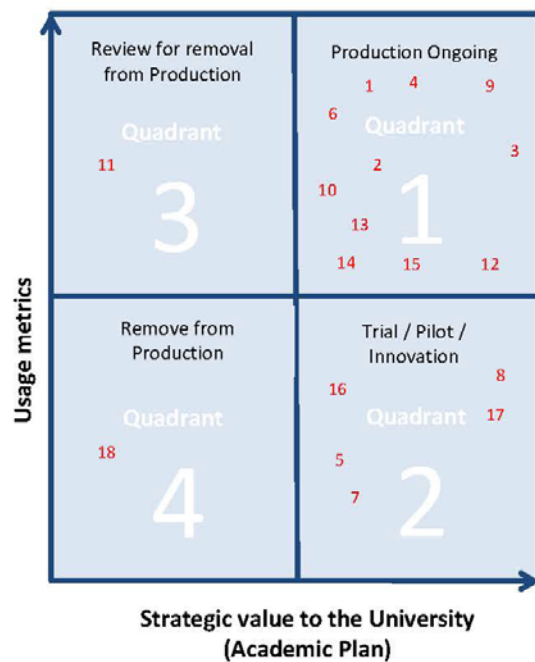 Review for removal
from Production
Quadrant
11
3
Production Ongoing
1 4 9
6
Quadrant
3
2
10
1
13
14 15 12
Remove from
Production
Quadrant
18
4
Trial / Pilot /
Innovation
8
16
Quadrant
17
5
7
2
Usage metrics
Strategic value to the University
(Academic Plan)